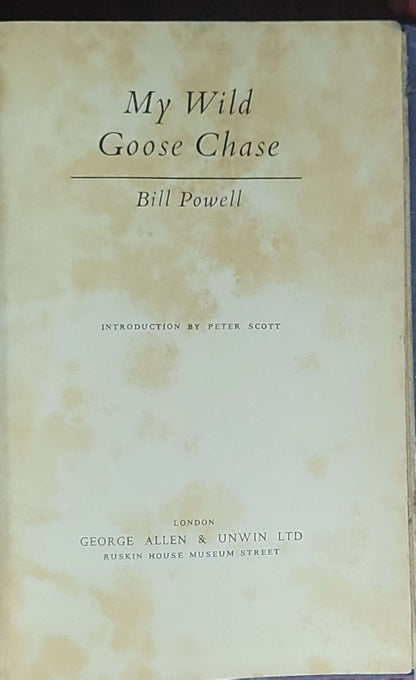 My Wild
Goose Chase
Bill Powell
INTRODUCTION BY PETER SCOTT
LONDON
GEORGE ALLEN & UNWIN LTD
RUSKIN HOUSE MUSEUM STREET